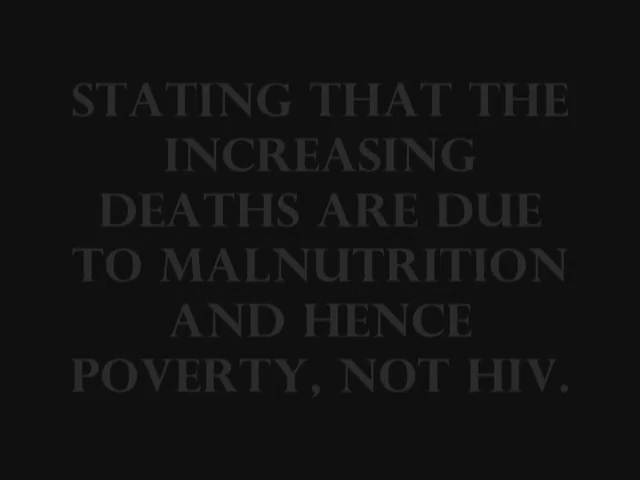 STATING THAT THE
INCREASING
DEATHS ARE DUE
TO MALNUTRITION
AND HENCE
POVERTY, NOT HIV.